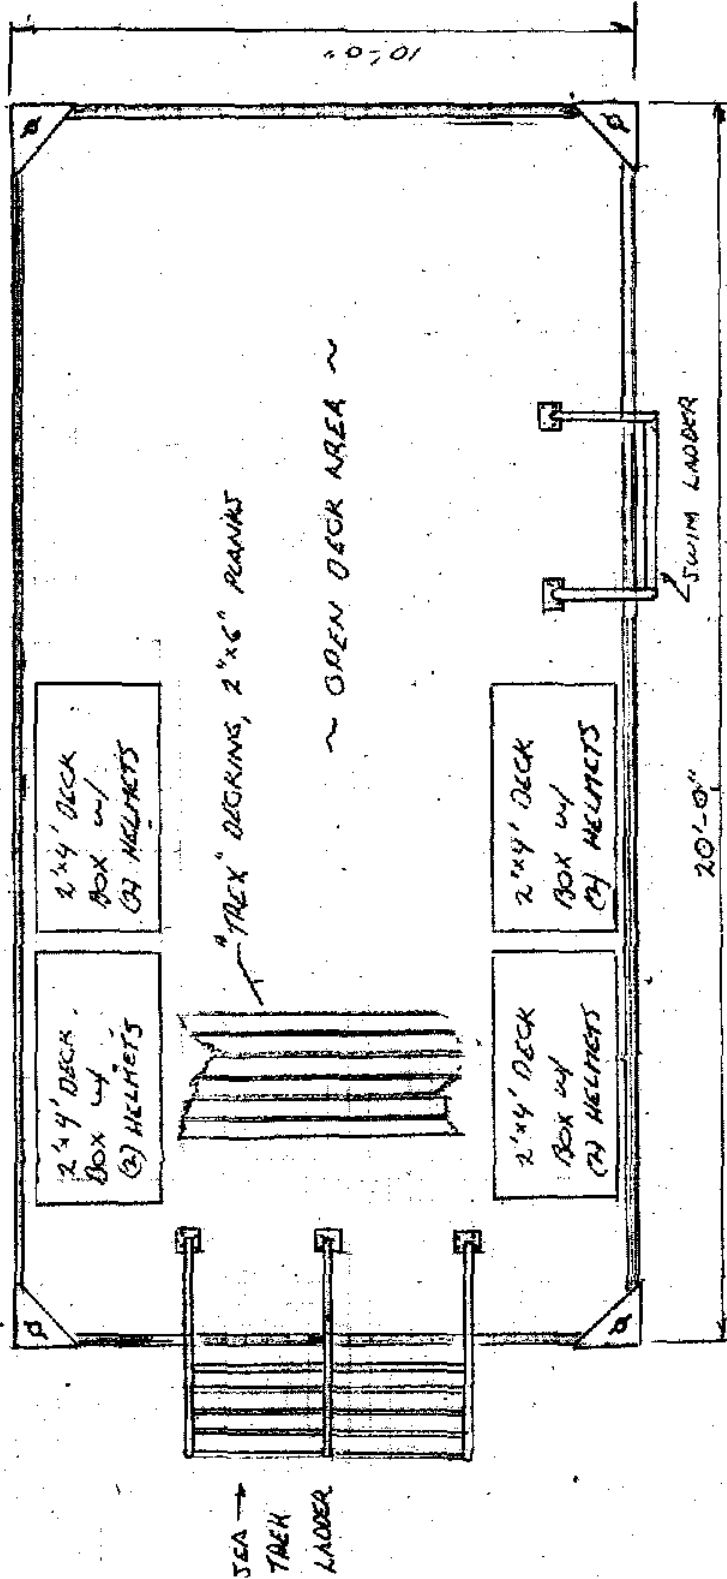 10'-0"
"TREX" DECKING, 2"x6" PLANKS
~ OPEN DECK AREA ~
2'x4' DECK
BOX w/
(2) HELMETS
2'x4' DECK
BOX w/
(2) HELMETS
2'x4' DECK
BOX w/
(2) HELMETS
2'x4' DECK
BOX w/
(2) HELMETS
SWIM LADDER
20'-0"
SEA →
TREK
LADDER